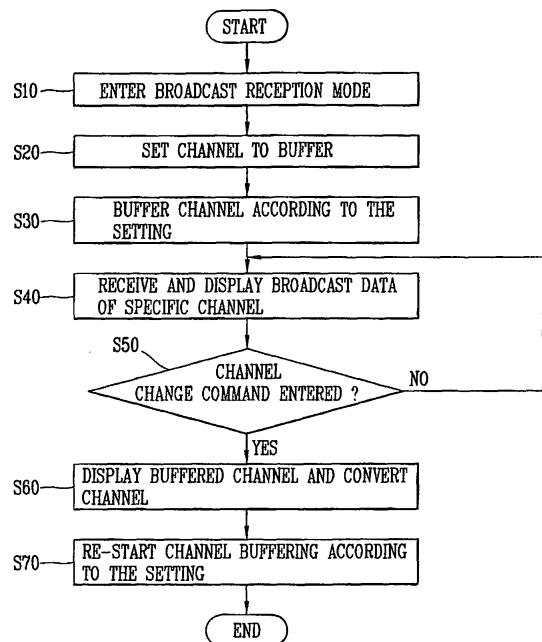 START
S10
ENTER BROADCAST RECEPTION MODE
S20
SET CHANNEL TO BUFFER
S30
BUFFER CHANNEL ACCORDING TO THE
SETTING
S40
RECEIVE AND DISPLAY BROADCAST DATA
OF SPECIFIC CHANNEL
S50
CHANNEL
CHANGE COMMAND ENTERED ?
NO
YES
S60
DISPLAY BUFFERED CHANNEL AND CONVERT
CHANNEL
S70
RE-START CHANNEL BUFFERING ACCORDING
TO THE SETTING
END